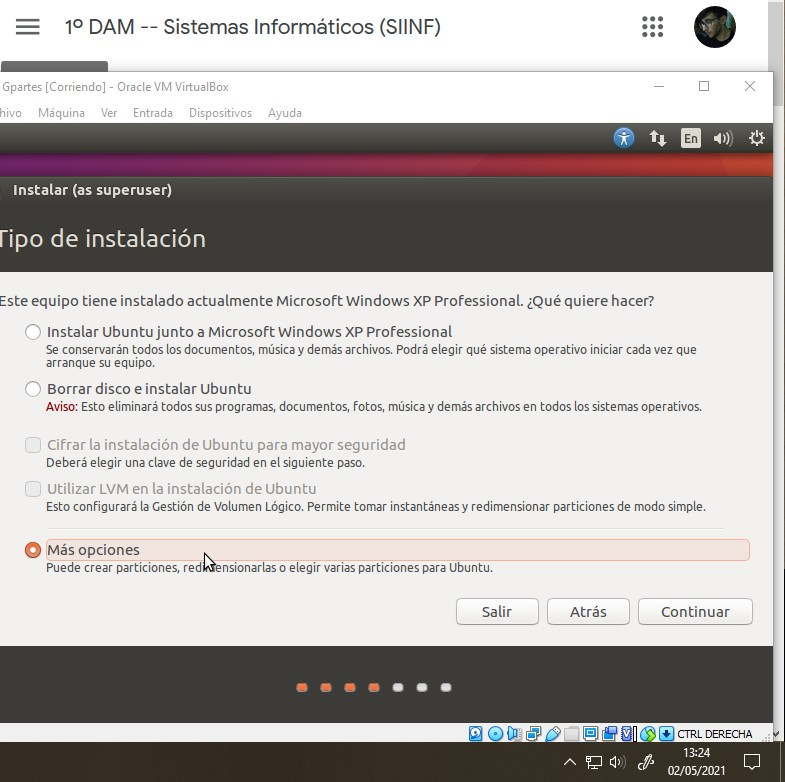 1º DAM -- Sistemas Informáticos (SIINF)
Gpartes [Corriendo] - Oracle VM VirtualBox
hivo Máquina Ver Entrada Dispositivos Ayuda
En
Instalar (as superuser)
Tipo de instalación
Este equipo tiene instalado actualmente Microsoft Windows XP Professional. ¿Qué quiere hacer?
Instalar Ubuntu junto a Microsoft Windows XP Professional
Se conservarán todos los documentos, música y demás archivos. Podrá elegir qué sistema operativo iniciar cada vez que
arranque su equipo.
Borrar disco e instalar Ubuntu
Aviso: Esto eliminará todos sus programas, documentos, fotos, música y demás archivos en todos los sistemas operativos.
Cifrar la instalación de Ubuntu para mayor seguridad
Deberá elegir una clave de seguridad en el siguiente paso.
Utilizar LVM en la instalación de Ubuntu
Esto configurará la Gestión de Volumen Lógico. Permite tomar instantáneas y redimensionar particiones de modo simple.
Más opciones
Puede crear particiones, redimensionarlas o elegir varias particiones para Ubuntu.
Salir Atrás Continuar
CTRL DERECHA
13:24
02/05/2021